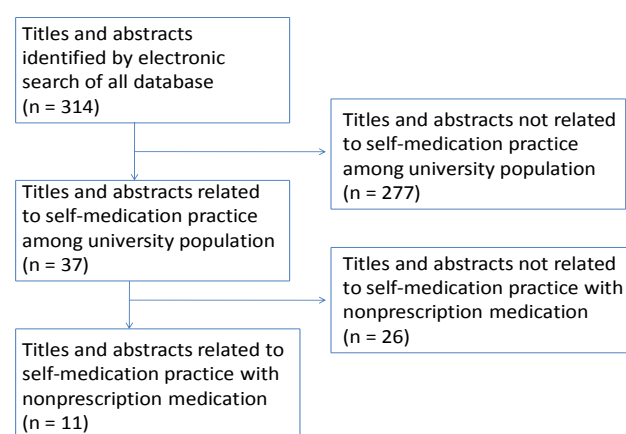 Titles and abstracts
identified by electronic
search of all database
(n = 314)
Titles and abstracts not related
to self-medication practice
among university population
(n = 277)
Titles and abstracts related
to self-medication practice
among university population
(n = 37)
Titles and abstracts not related
to self-medication practice with
nonprescription medication
(n = 26)
Titles and abstracts related to
self-medication practice with
nonprescription medication
(n = 11)